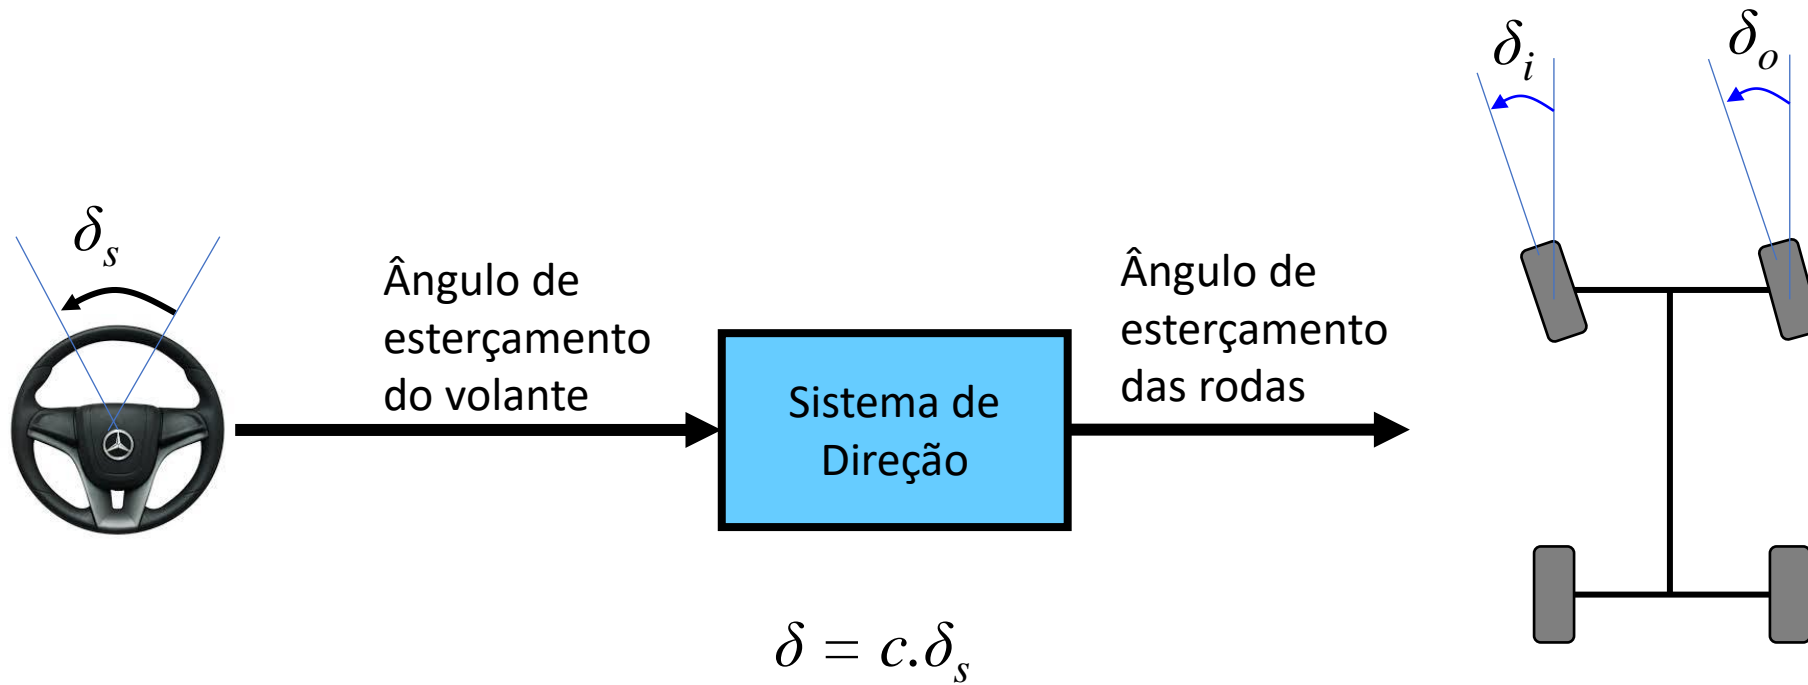 δi
δo
δs
Ângulo de
esterçamento
do volante
Sistema de
Direção
Ângulo de
esterçamento
das rodas
δ = c.δs